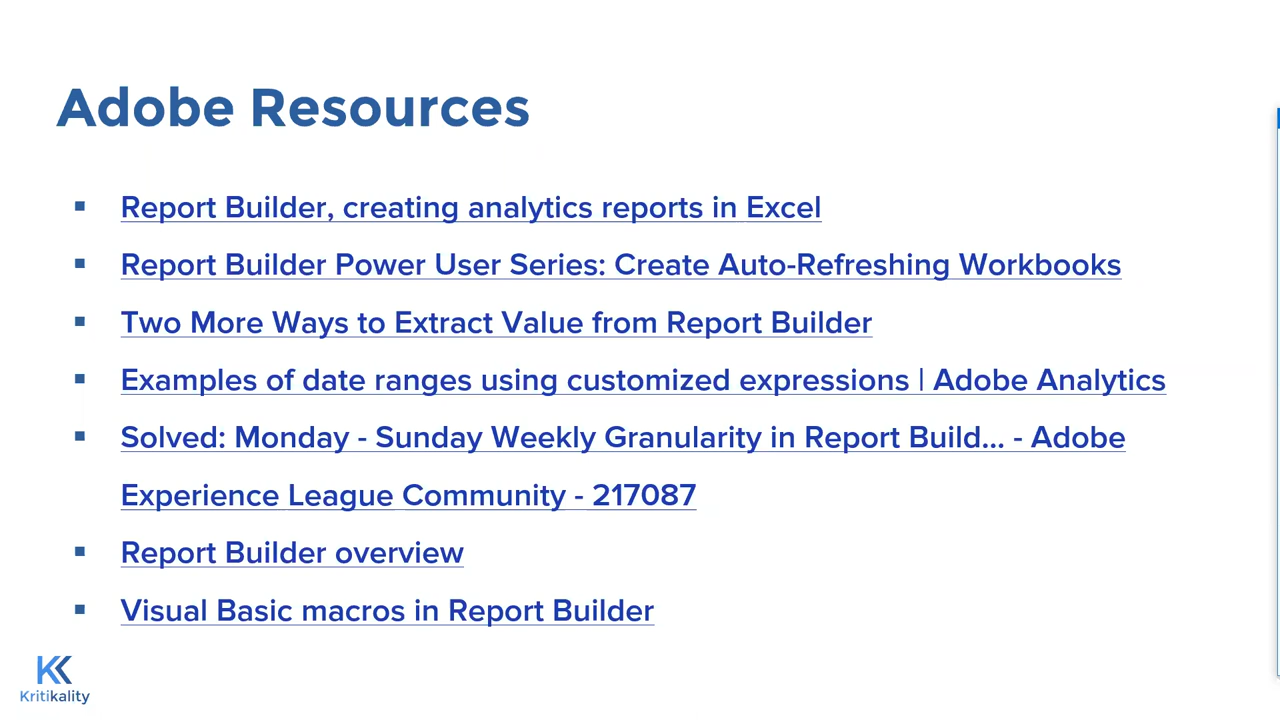 Adobe Resources
▪ Report Builder, creating analytics reports in Excel
▪ Report Builder Power User Series: Create Auto-Refreshing Workbooks
▪ Two More Ways to Extract Value from Report Builder
▪ Examples of date ranges using customized expressions | Adobe Analytics
▪ Solved: Monday - Sunday Weekly Granularity in Report Build... - Adobe
Experience League Community - 217087
▪ Report Builder overview
▪ Visual Basic macros in Report Builder
Kritikality